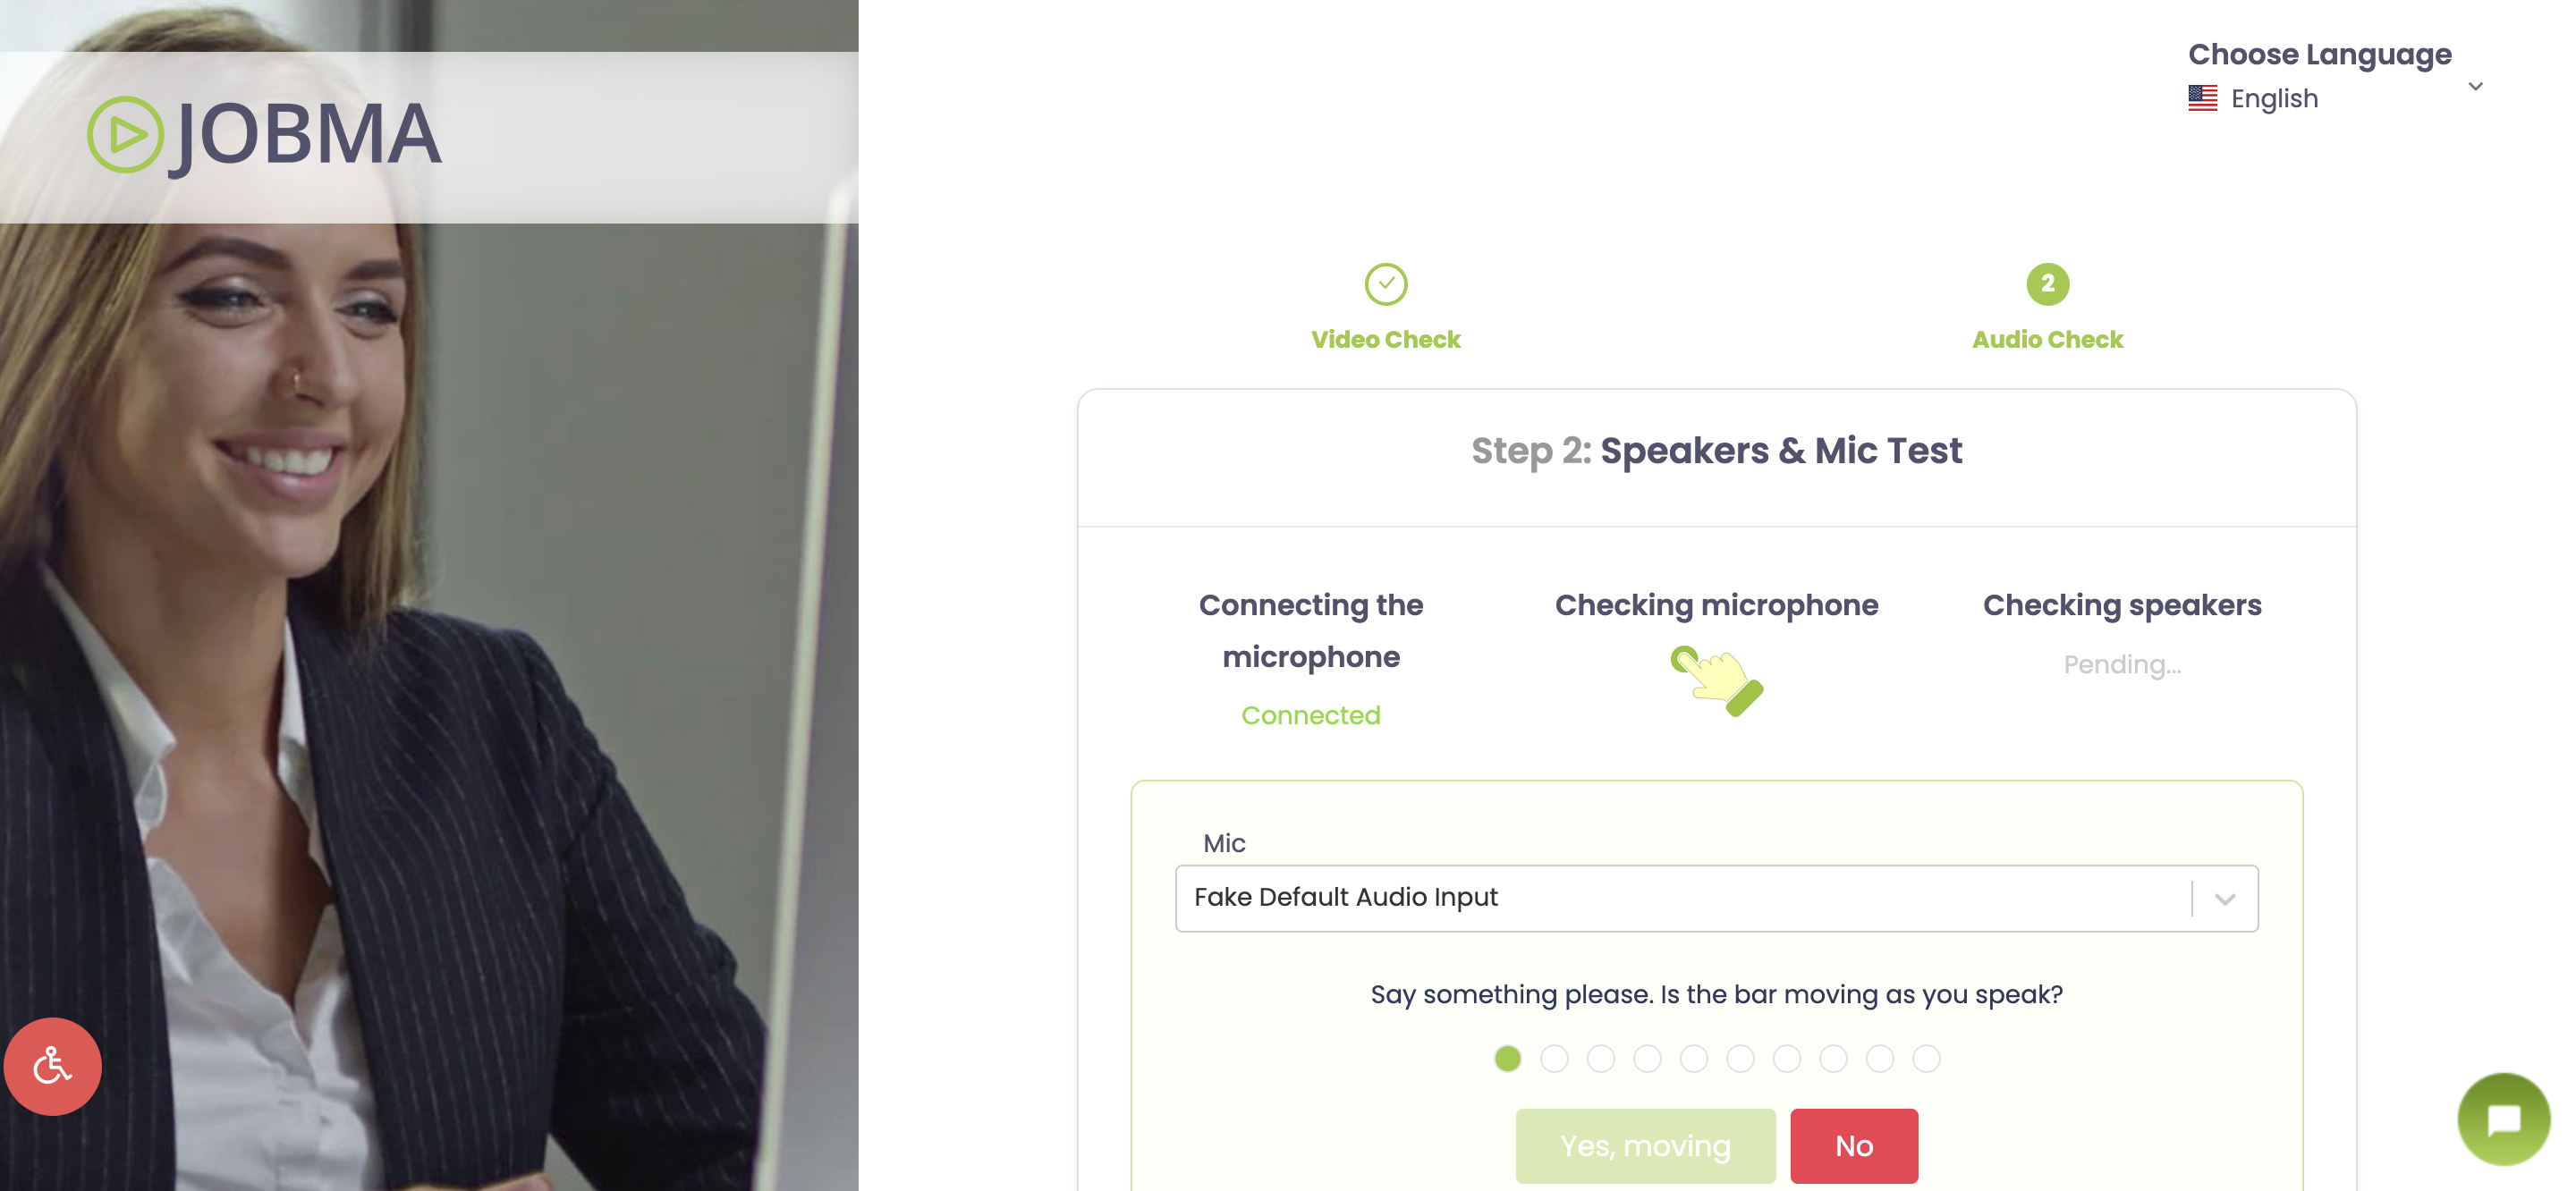 JOBMA
Choose Language
English
2
Video Check
Audio Check
Step 2: Speakers & Mic Test
Connecting the
microphone
Connected
Checking microphone
Checking speakers
Pending...
Mic
Fake Default Audio Input
Say something please. Is the bar moving as you speak?
Yes, moving
No